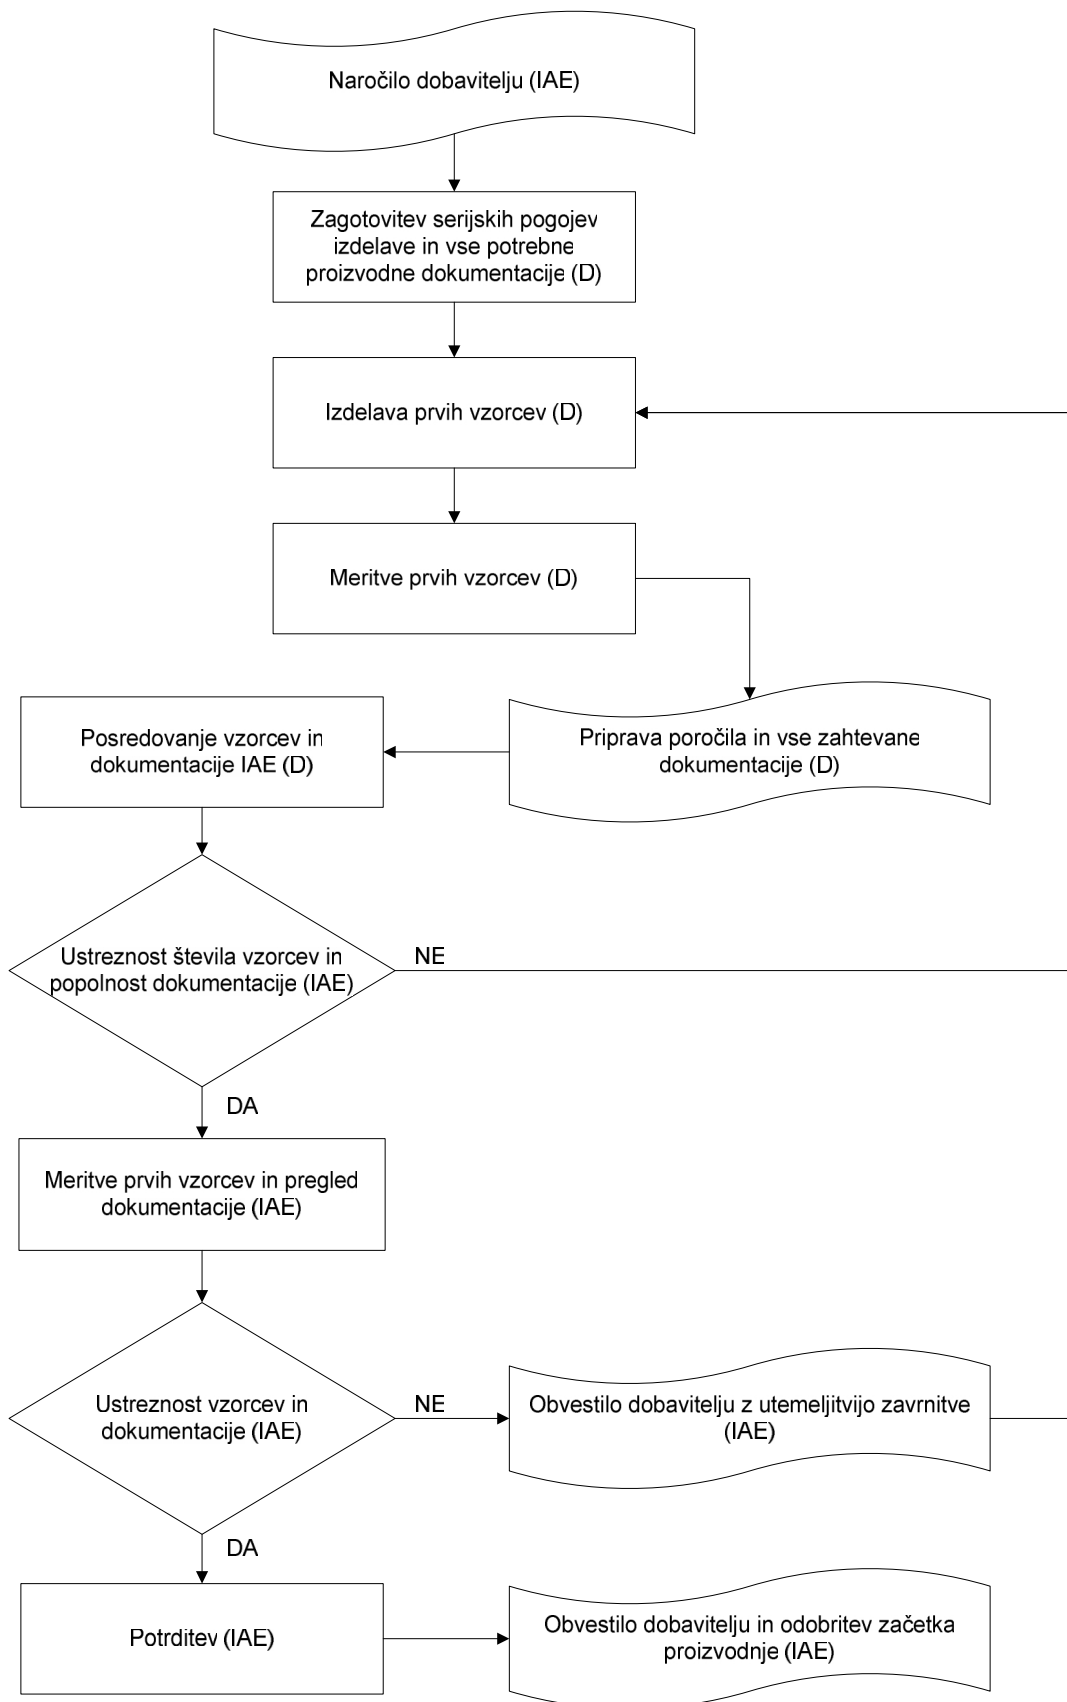 Naročilo dobavitelju (IAE)
Zagotovitev serijskih pogojev
izdelave in vse potrebne
proizvodne dokumentacije (D)
Izdelava prvih vzorcev (D)
Meritve prvih vzorcev (D)
Priprava poročila in vse zahtevane
dokumentacije (D)
Posredovanje vzorcev in
dokumentacije IAE (D)
Ustreznost števila vzorcev in
popolnost dokumentacije (IAE)
NE
DA
Meritve prvih vzorcev in pregled
dokumentacije (IAE)
Ustreznost vzorcev in
dokumentacije (IAE)
NE
Obvestilo dobavitelju z utemeljitvijo zavrnitve
(IAE)
DA
Potrditev (IAE)
Obvestilo dobavitelju in odobritev začetka
proizvodnje (IAE)